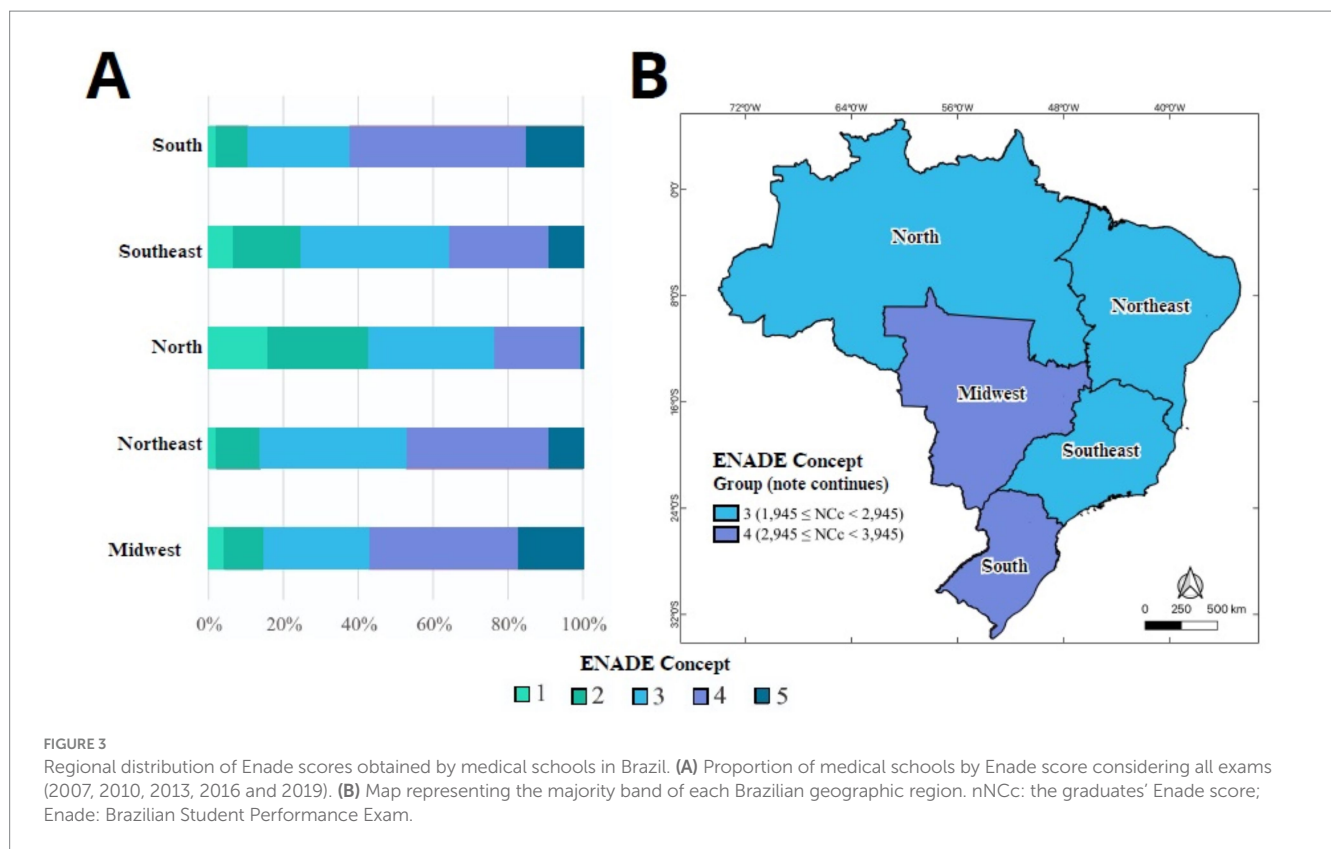 A
South
Southeast
North
Northeast
Midwest
0% 20% 40% 60% 80% 100%
B
72°0'W 64°0'W 56°0'W 48°0'W 40°0'W
0°0'
8°0'S
16°0'S
24°0'S
32°0'S
North
Northeast
Midwest
Southeast
South
ENADE Concept
Group (note continues)
3 (1,945 ≤ NCc < 2,945)
4 (2,945 ≤ NCc < 3,945)
0 250 500 km
ENADE Concept
1 2 3 4 5
FIGURE 3
Regional distribution of Enade scores obtained by medical schools in Brazil. (A) Proportion of medical schools by Enade score considering all exams
(2007, 2010, 2013, 2016 and 2019). (B) Map representing the majority band of each Brazilian geographic region. nNCc: the graduates' Enade score;
Enade: Brazilian Student Performance Exam.